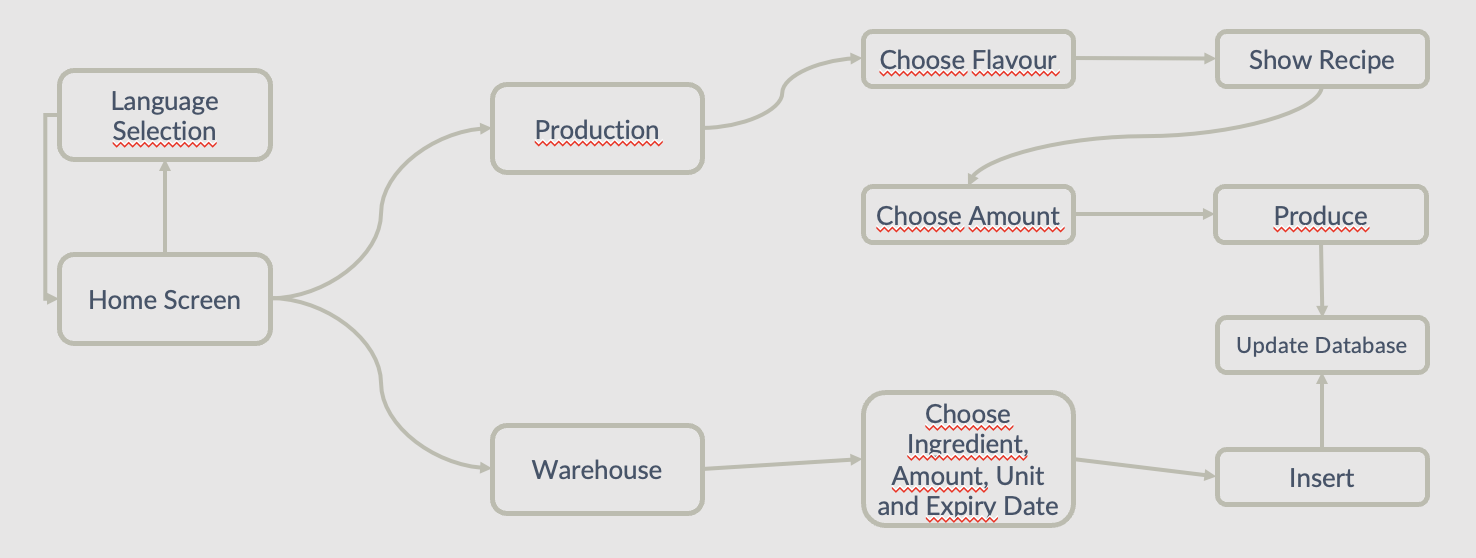 Language
Selection
Home Screen
Production
Choose Flavour
Show Recipe
Choose Amount
Produce
Update Database
Warehouse
Choose
Ingredient,
Amount, Unit
and Expiry Date
Insert